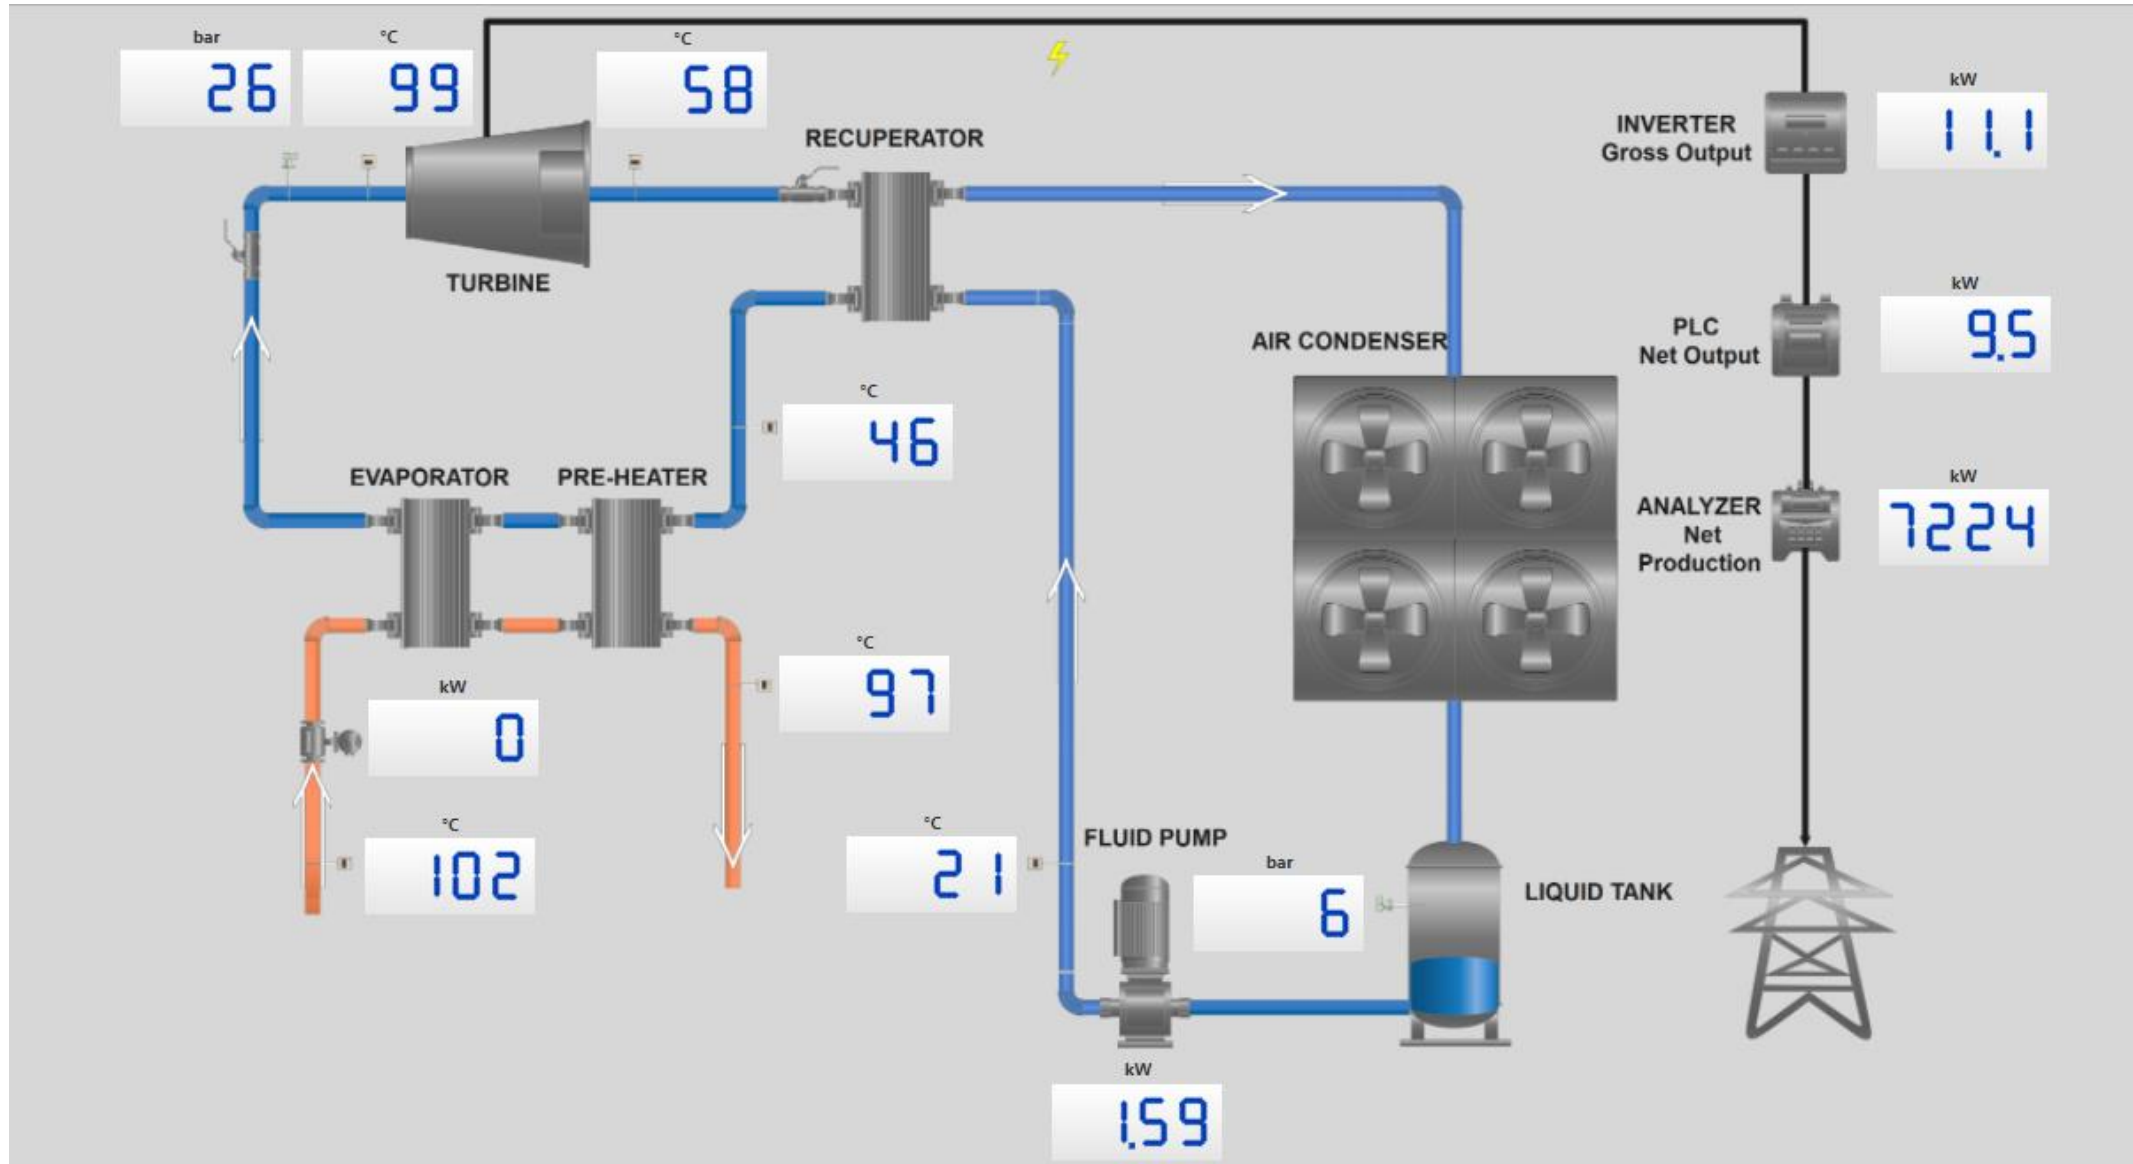 bar
26
°C
99
°C
58
TURBINE
RECUPERATOR
INVERTER
Gross Output
kW
11.1
PLC
Net Output
kW
9.5
AIR CONDENSER
°C
46
EVAPORATOR
PRE-HEATER
ANALYZER
Net
Production
kW
7224
°C
97
kW
0
°C
102
°C
21
FLUID PUMP
bar
6
LIQUID TANK
kW
1.59